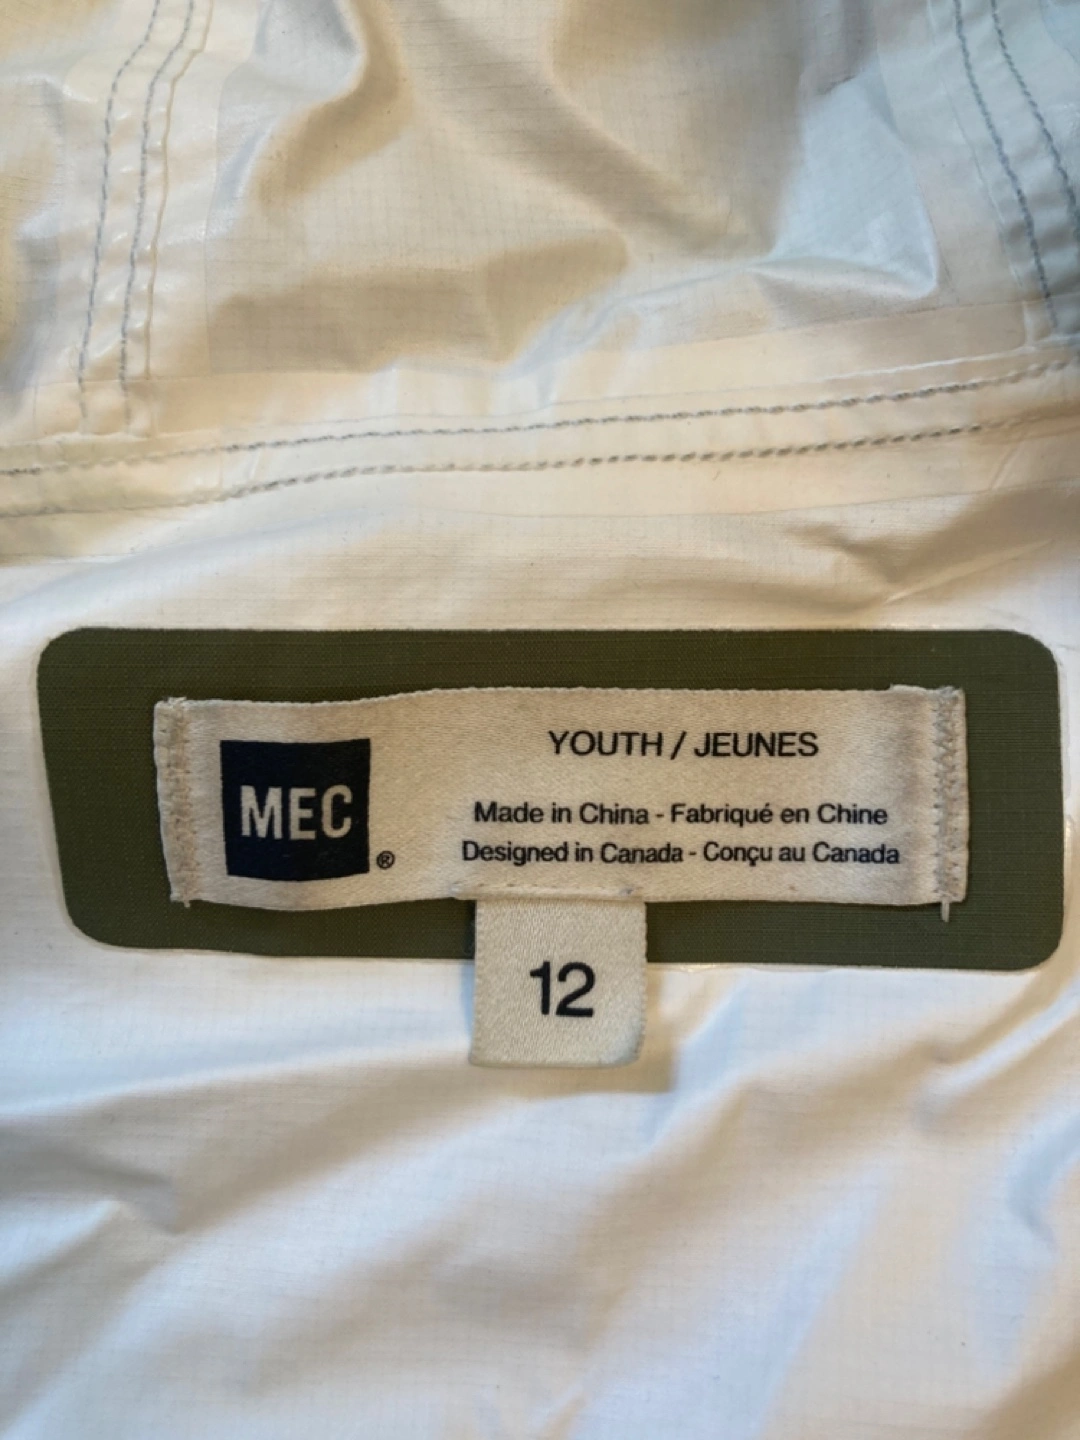 MEC®
YOUTH / JEUNES
Made in China - Fabriqué en Chine
Designed in Canada - Conçu au Canada
12